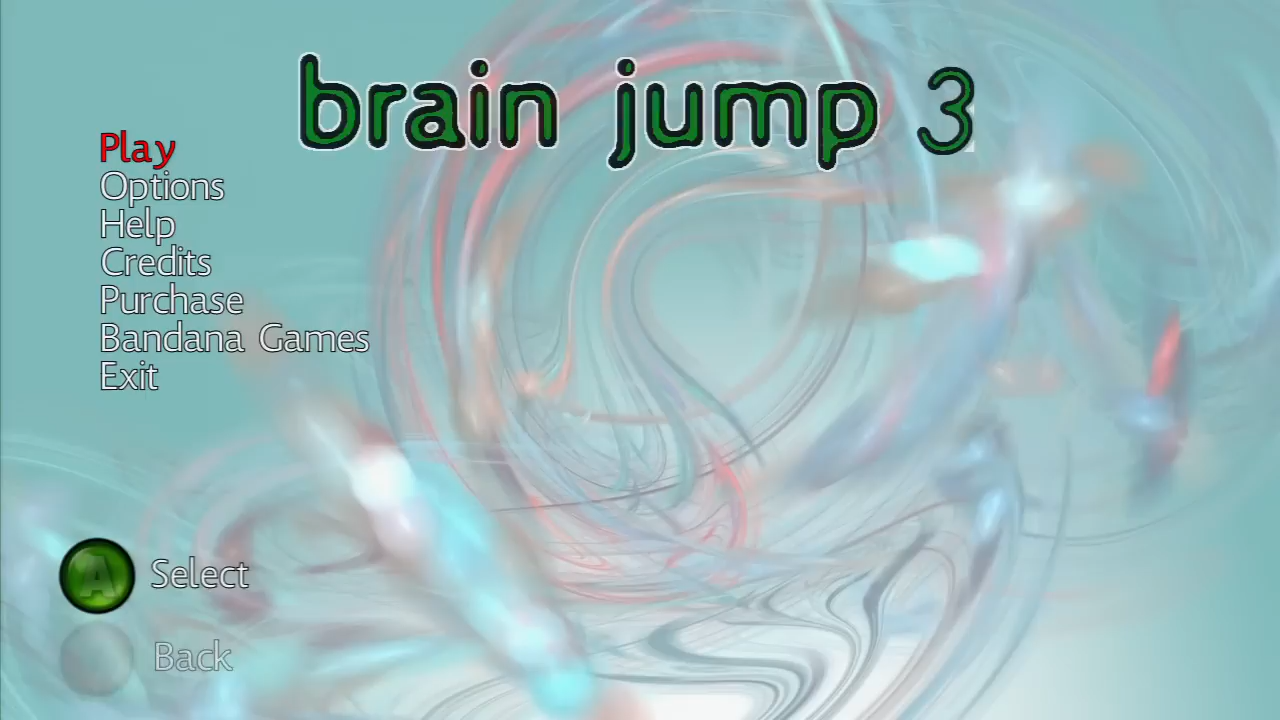 brain jump 3
Play
Options
Help
Credits
Purchase
Bandana Games
Exit
A Select
Back